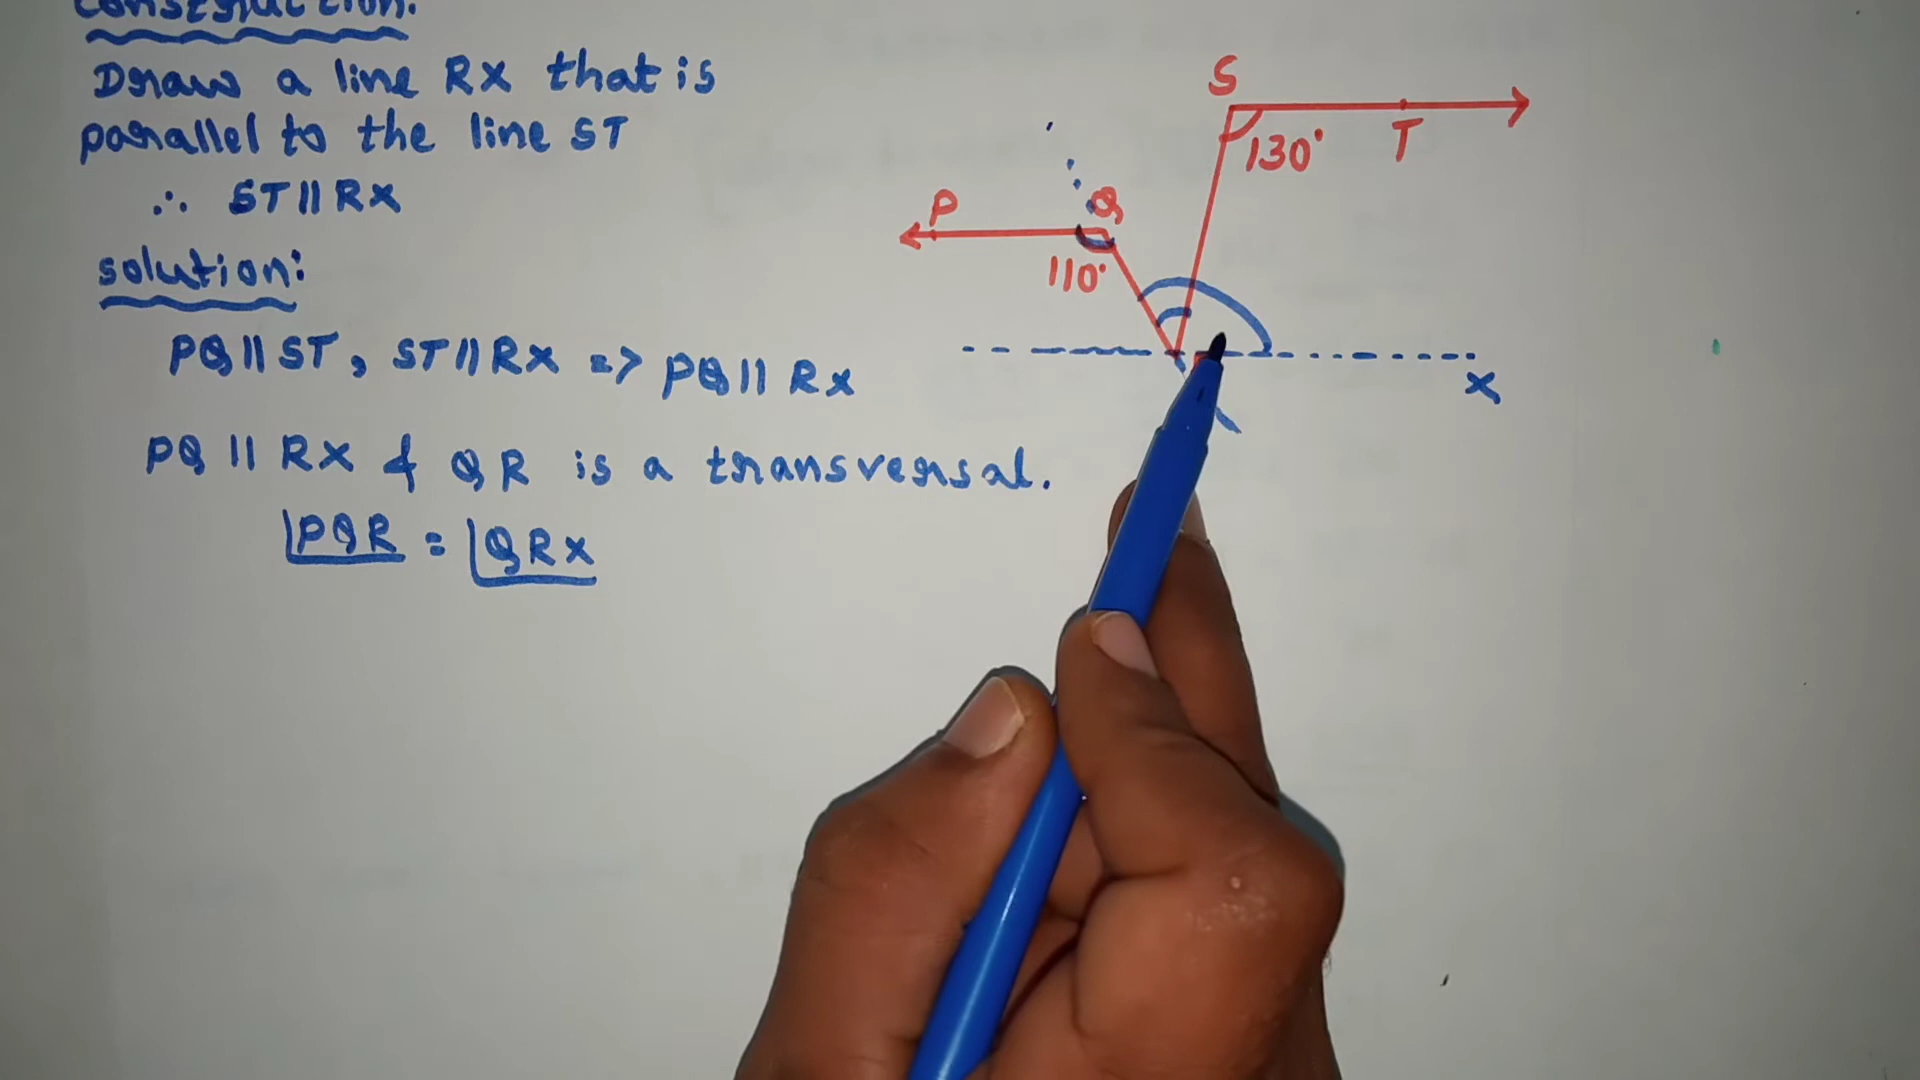 Construction:
Draw a line RX that is
parallel to the line ST
∴ ST || RX
solution:
PQ || ST, ST || RX => PQ || RX
PQ || RX & QR is a transversal.
∠PQR = ∠QRX
S
130°
T
P
Q
110°
X